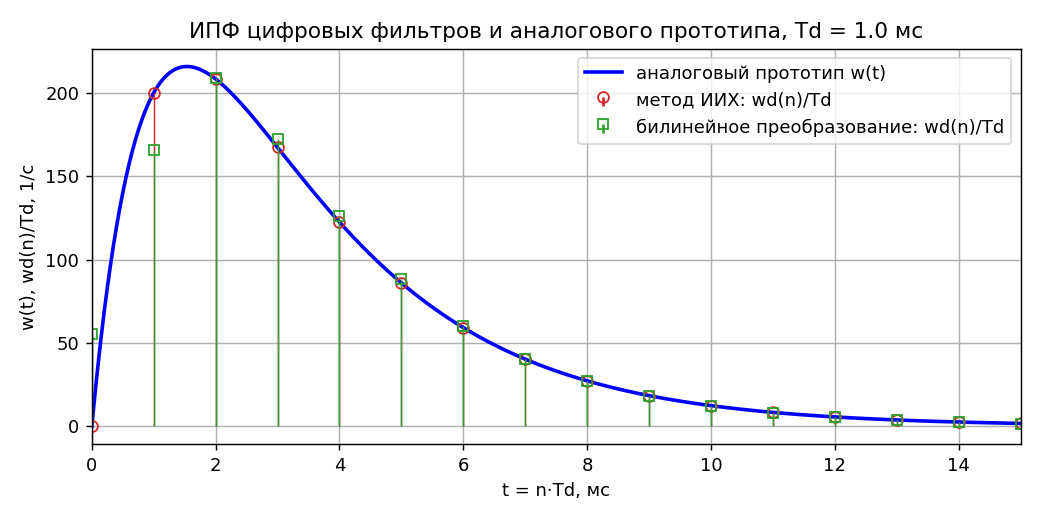 ИПФ цифровых фильтров и аналогового прототипа, Td = 1.0 мс
аналоговый прототип w(t)
метод ИИХ: wd(n)/Td
билинейное преобразование: wd(n)/Td
w(t), wd(n)/Td, 1/с
200
150
100
50
0
0 2 4 6 8 10 12 14
t = n·Td, мс